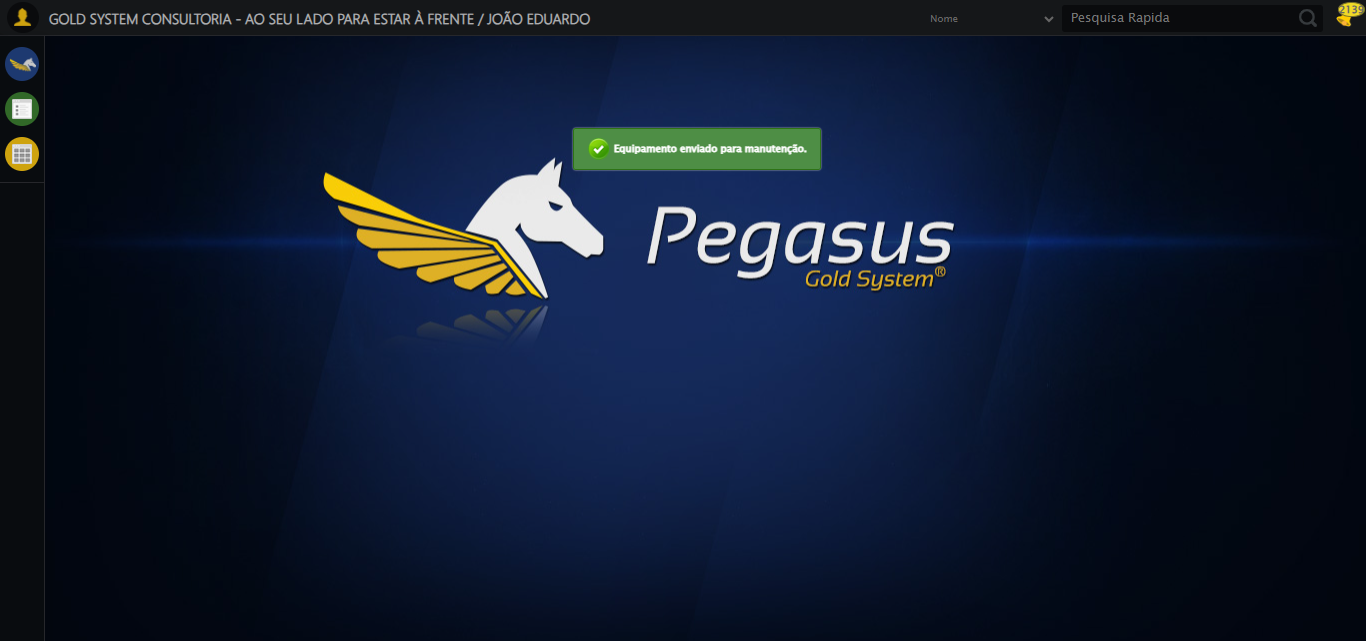 GOLD SYSTEM CONSULTORIA - AO SEU LADO PARA ESTAR À FRENTE / JOÃO EDUARDO
Nome
Pesquisa Rapida
2139
Equipamento enviado para manutenção.
Pegasus
Gold System®